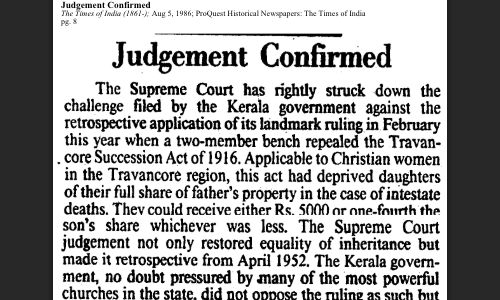 Judgement Confirmed
The Times of India (1861-); Aug 5, 1986; ProQuest Historical Newspapers: The Times of India
pg. 8
Judgement Confirmed
The Supreme Court has rightly struck down the
challenge filed by the Kerala government against the
retrospective application of its landmark ruling in February
this year when a two-member bench repealed the Travan-
core Succession Act of 1916. Applicable to Christian women
in the Travancore region, this act had deprived daughters
of their full share of father's property in the case of intestate
deaths. They could receive either Rs. 5000 or one-fourth the
son's share whichever was less. The Supreme Court
judgement not only restored equality of inheritance but
made it retrospective from April 1952. The Kerala govern-
ment, no doubt pressured by many of the most powerful
churches in the state, did not oppose the ruling as such but